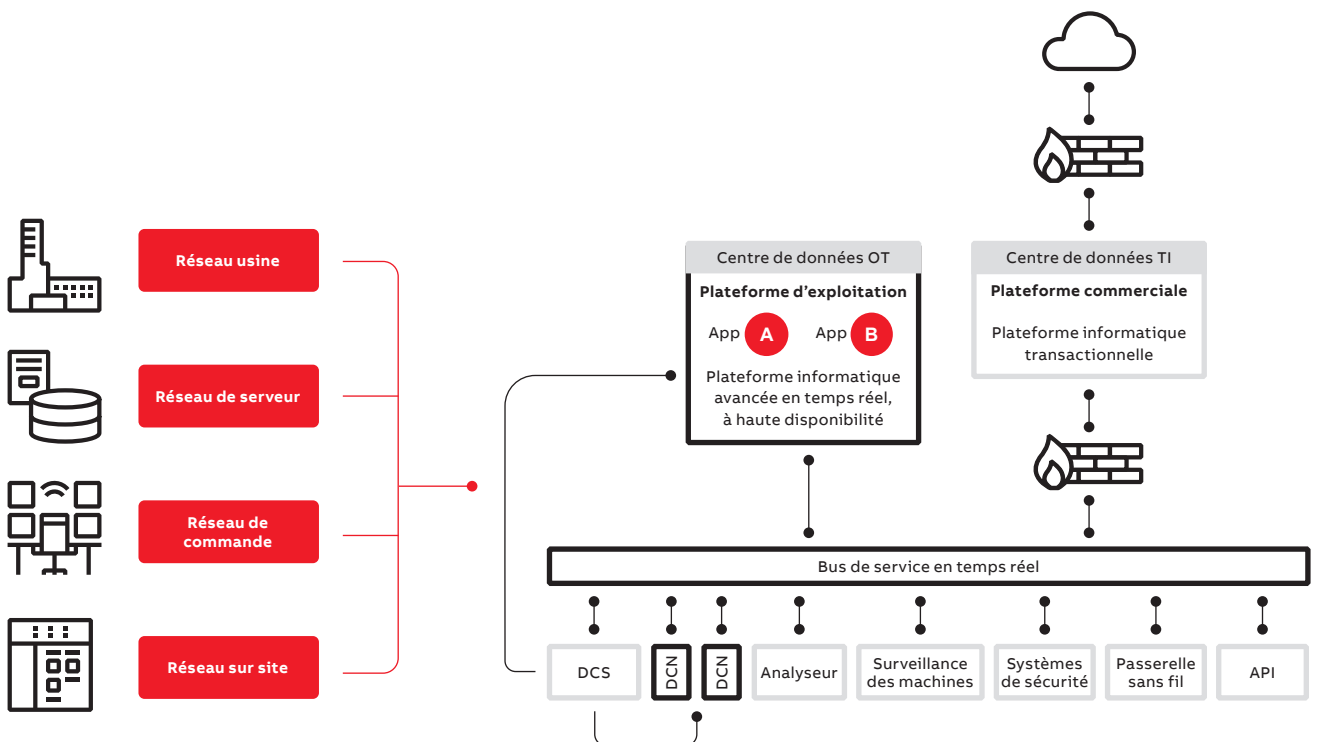 Réseau usine
Réseau de serveur
Réseau de
commande
Réseau sur site
Centre de données OT
Plateforme d'exploitation
App A App B
Plateforme informatique
avancée en temps réel,
à haute disponibilité
Centre de données TI
Plateforme commerciale
Plateforme informatique
transactionnelle
Bus de service en temps réel
DCS
DCN
DCN
Analyseur
Surveillance
des machines
Systèmes
de sécurité
Passerelle
sans fil
API